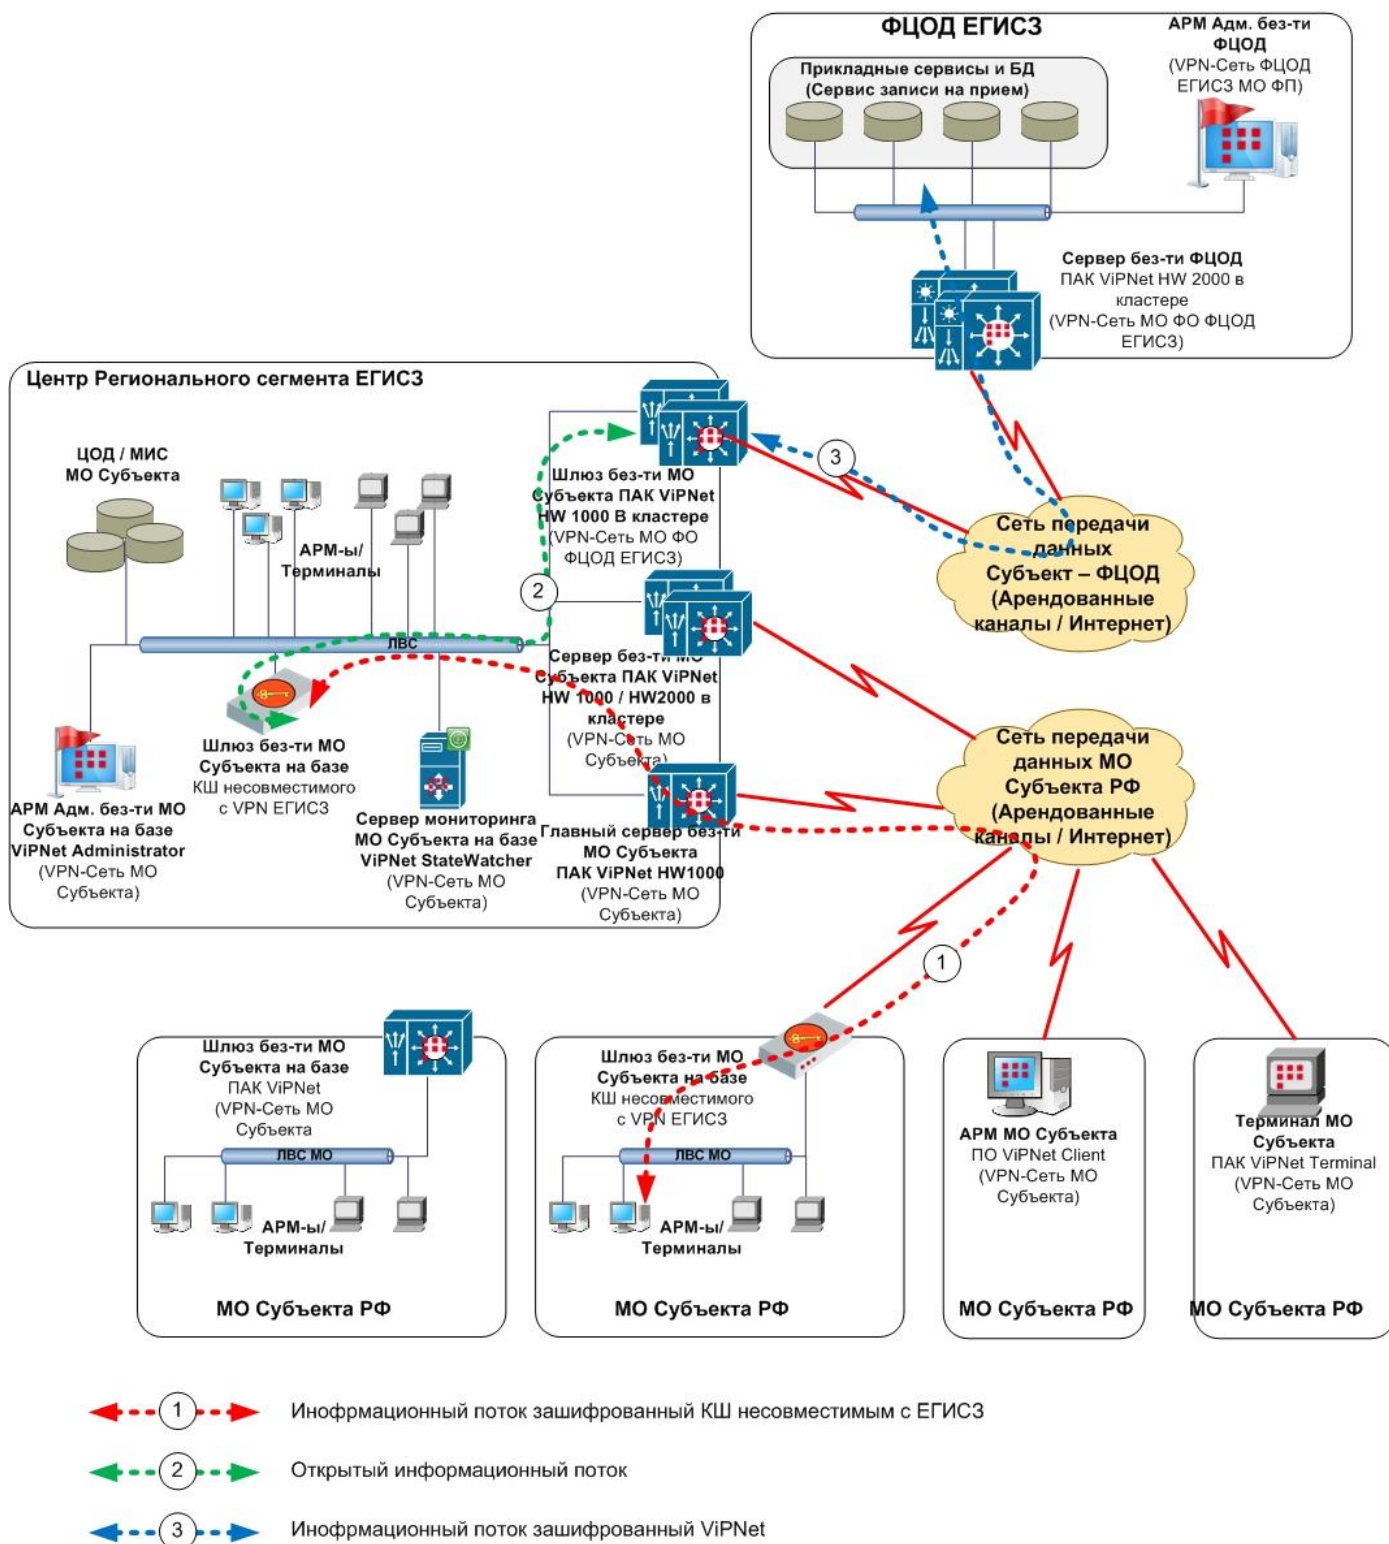 ФЦОД ЕГИСЗ
Прикладные сервисы и БД
(Сервис записи на прием)
АРМ Адм. без-ти
ФЦОД
(VPN-Сеть ФЦОД
ЕГИСЗ МО ФП)
Сервер без-ти ФЦОД
ПАК ViPNet HW 2000 в
кластере
(VPN-Сеть МО ФО ФЦОД
ЕГИСЗ)
Центр Регионального сегмента ЕГИСЗ
ЦОД / МИС
МО Субъекта
АРМ-ы/
Терминалы
Шлюз без-ти МО
Субъекта ПАК ViPNet
HW 1000 В кластере
(VPN-Сеть МО ФО
ФЦОД ЕГИСЗ)
3
2
Сеть передачи
данных
Субъект – ФЦОД
(Арендованные
каналы / Интернет)
ЛВС
Сервер без-ти МО
Субъекта ПАК ViPNet
HW 1000 / HW2000 в
кластере
(VPN-Сеть МО
Субъекта)
Шлюз без-ти МО
Субъекта на базе
КШ несовместимого
с VPN ЕГИСЗ
АРМ Адм. без-ти МО
Субъекта на базе
ViPNet Administrator
(VPN-Сеть МО
Субъекта)
Сервер мониторинга
МО Субъекта на базе
ViPNet StateWatcher
(VPN-Сеть МО
Субъекта)
Главный сервер без-ти
МО Субъекта
ПАК ViPNet HW1000
(VPN-Сеть МО
Субъекта)
Сеть передачи
данных МО
Субъекта РФ
(Арендованные
каналы / Интернет)
1
Шлюз без-ти МО
Субъекта на базе
ПАК ViPNet
(VPN-Сеть МО
Субъекта
ЛВС МО
АРМ-ы/
Терминалы
МО Субъекта РФ
Шлюз без-ти МО
Субъекта на базе
КШ несовместимого
с VPN ЕГИСЗ
ЛВС МО
АРМ-ы/
Терминалы
МО Субъекта РФ
АРМ МО Субъекта
ПО ViPNet Client
(VPN-Сеть МО
Субъекта)
МО Субъекта РФ
Терминал МО
Субъекта
ПАК ViPNet Terminal
(VPN-Сеть МО
Субъекта)
МО Субъекта РФ
1 Инофрмационный поток зашифрованный КШ несовместимым с ЕГИСЗ
2 Открытый информационный поток
3 Инофрмационный поток зашифрованный ViPNet